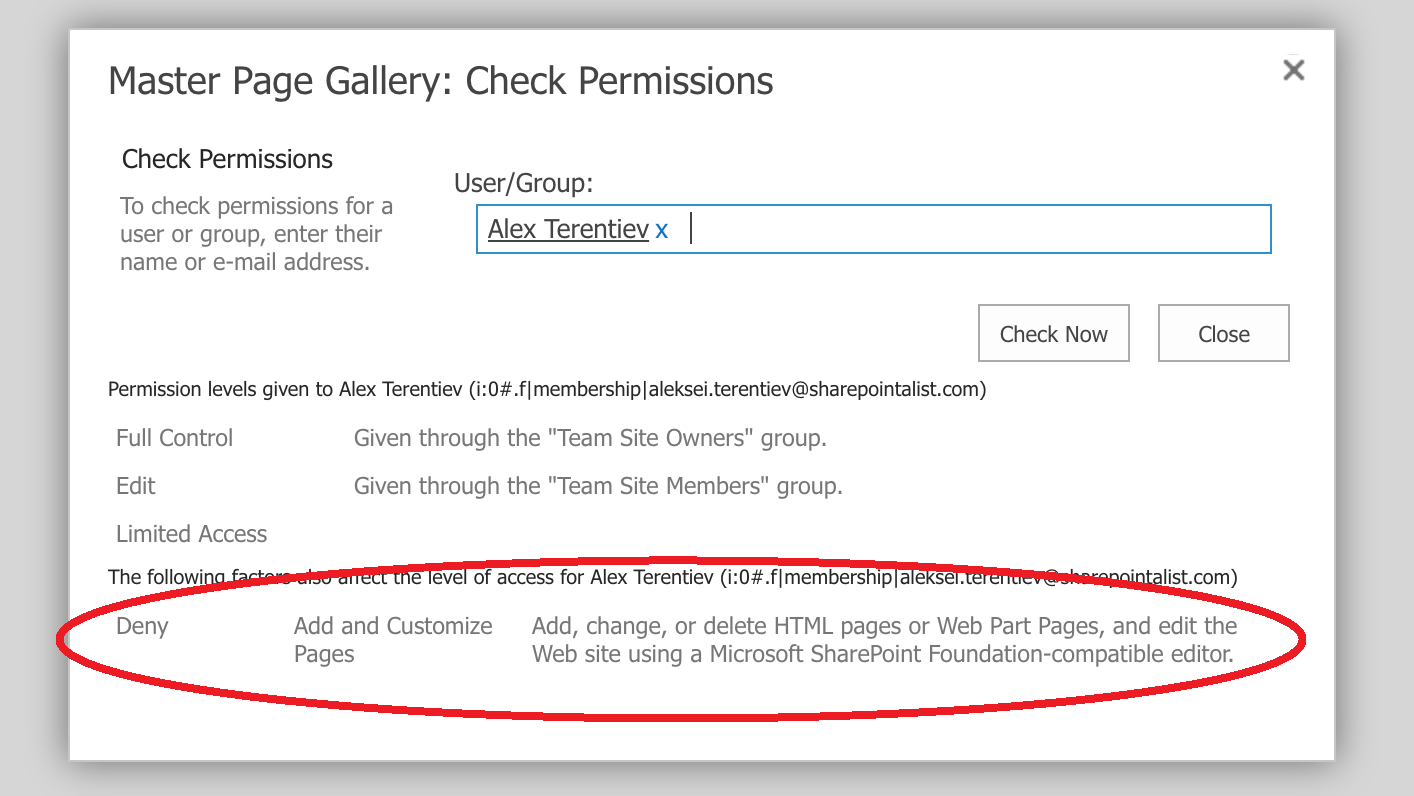 Master Page Gallery: Check Permissions
Check Permissions
To check permissions for a
user or group, enter their
name or e-mail address.
User/Group:
Alex Terentiev x
Check Now
Close
Permission levels given to Alex Terentiev (i:0#.f|membership|aleksei.terentiev@sharepointalist.com)
Full Control Given through the "Team Site Owners" group.
Edit Given through the "Team Site Members" group.
Limited Access
The following factors also affect the level of access for Alex Terentiev (i:0#.f|membership|aleksei.terentiev@sharepointalist.com)
Deny Add and Customize Add, change, or delete HTML pages or Web Part Pages, and edit the
Pages Web site using a Microsoft SharePoint Foundation-compatible editor.